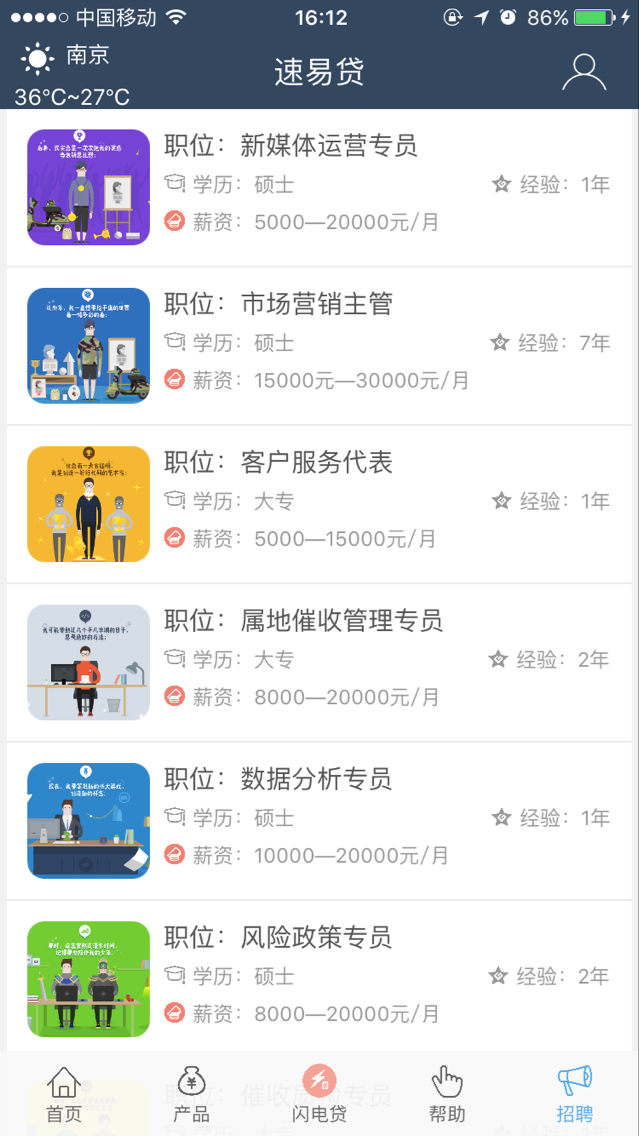 中国移动
16:12
86%
南京
36℃~27℃
速易贷
职位：新媒体运营专员
学历：硕士
经验：1年
薪资：5000—20000元/月
职位：市场营销主管
学历：硕士
经验：7年
薪资：15000元—30000元/月
职位：客户服务代表
学历：大专
经验：1年
薪资：5000—15000元/月
职位：属地催收管理专员
学历：大专
经验：2年
薪资：8000—20000元/月
职位：数据分析专员
学历：硕士
经验：1年
薪资：10000—20000元/月
职位：风险政策专员
学历：硕士
经验：2年
薪资：8000—20000元/月
首页
产品
闪电贷
帮助
招聘